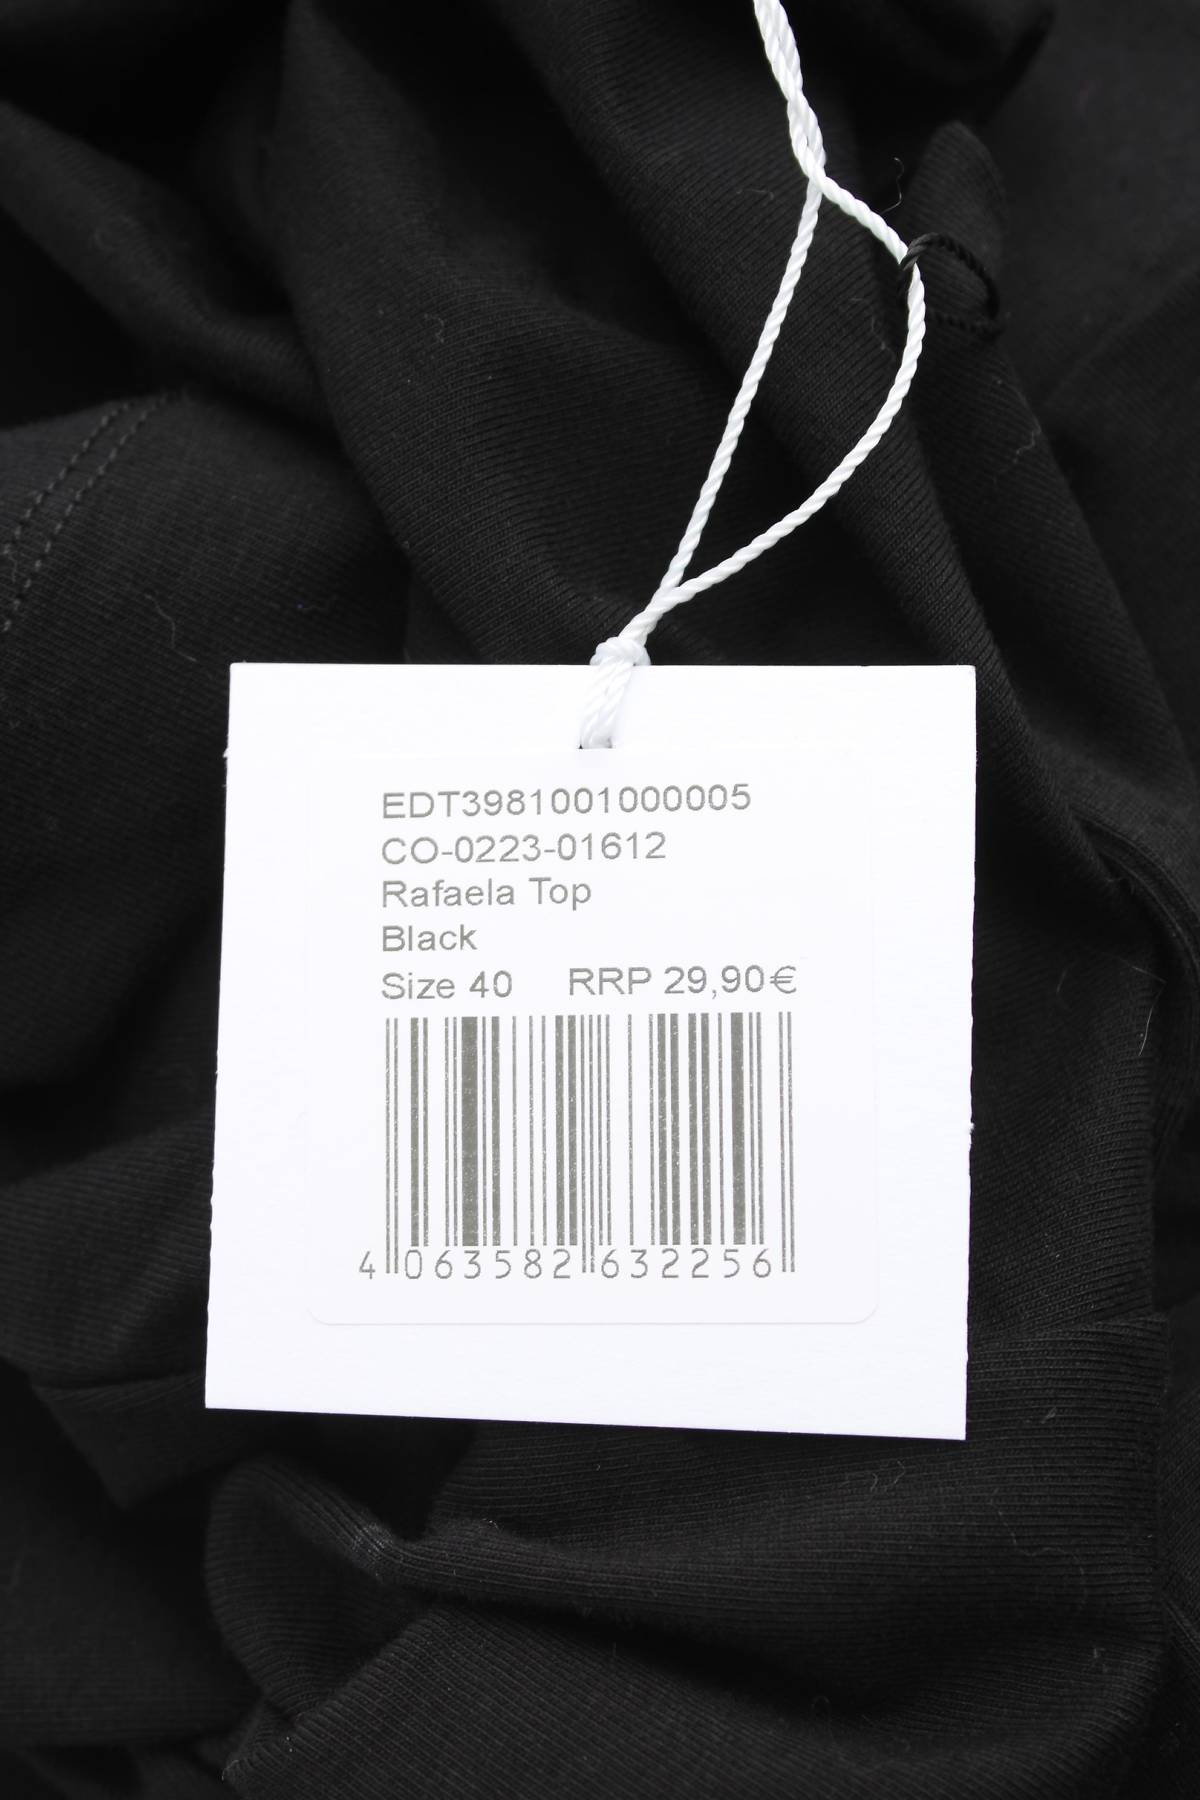 EDT3981001000005
CO-0223-01612
Rafaela Top
Black
Size 40 RRP 29,90€
4 063582 632256